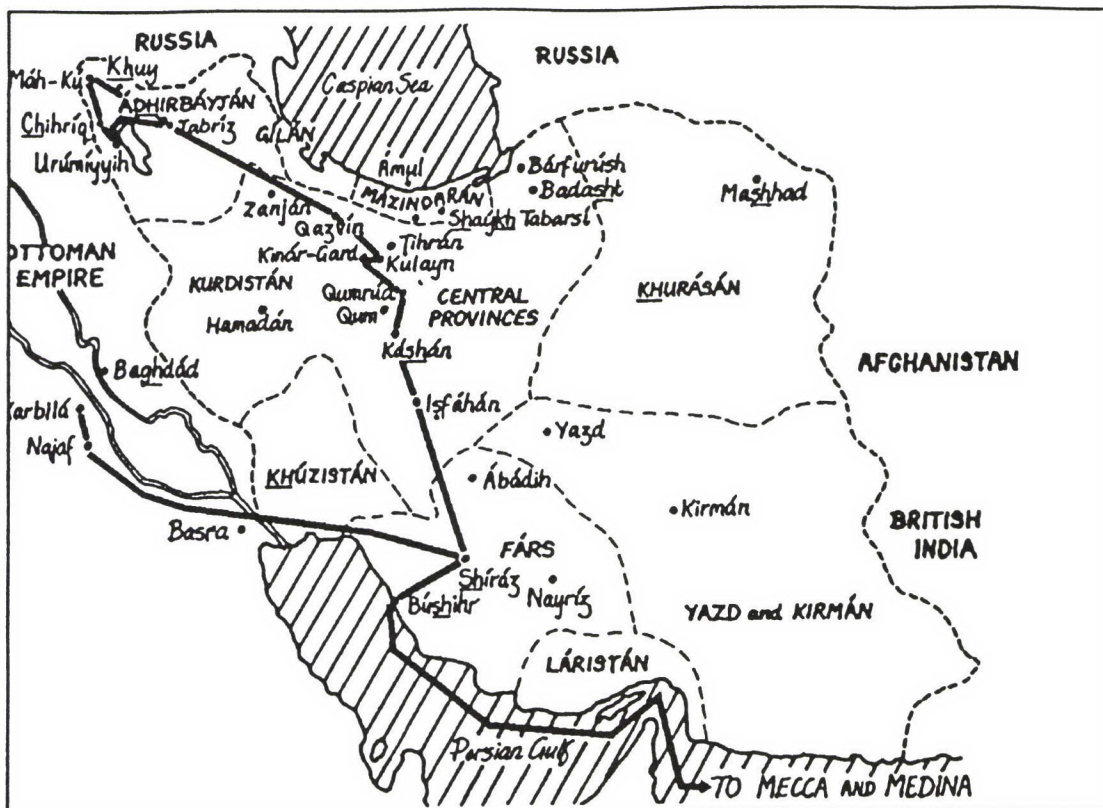 RUSSIA
RUSSIA
Caspian Sea
Khuy
Máh-Kú
ÁDHIRBÁYJÁN
Chihríq
Tabríz
GÍLÁN
Urúmíyyih
Amul
Bárfurúsh
MÁZINDARÁN
Badasht
Mashhad
Zanján
Shaykh Tabarsí
Qazvín
Tihrán
OTTOMAN
EMPIRE
Kinár-Gard
Kulayn
KURDISTÁN
Qumrúd
CENTRAL
PROVINCES
KHURÁSÁN
Hamadán
Qum
Káshán
AFGHANISTAN
Baghdád
Karbilá
Iṣfáhán
Najaf
Yazd
KHÚZISTÁN
Ábádih
Kirmán
Basra
BRITISH
INDIA
FÁRS
Shíráz
Nayríz
Búshihr
YAZD and KIRMÁN
LÁRISTÁN
Persian Gulf
TO MECCA AND MEDINA